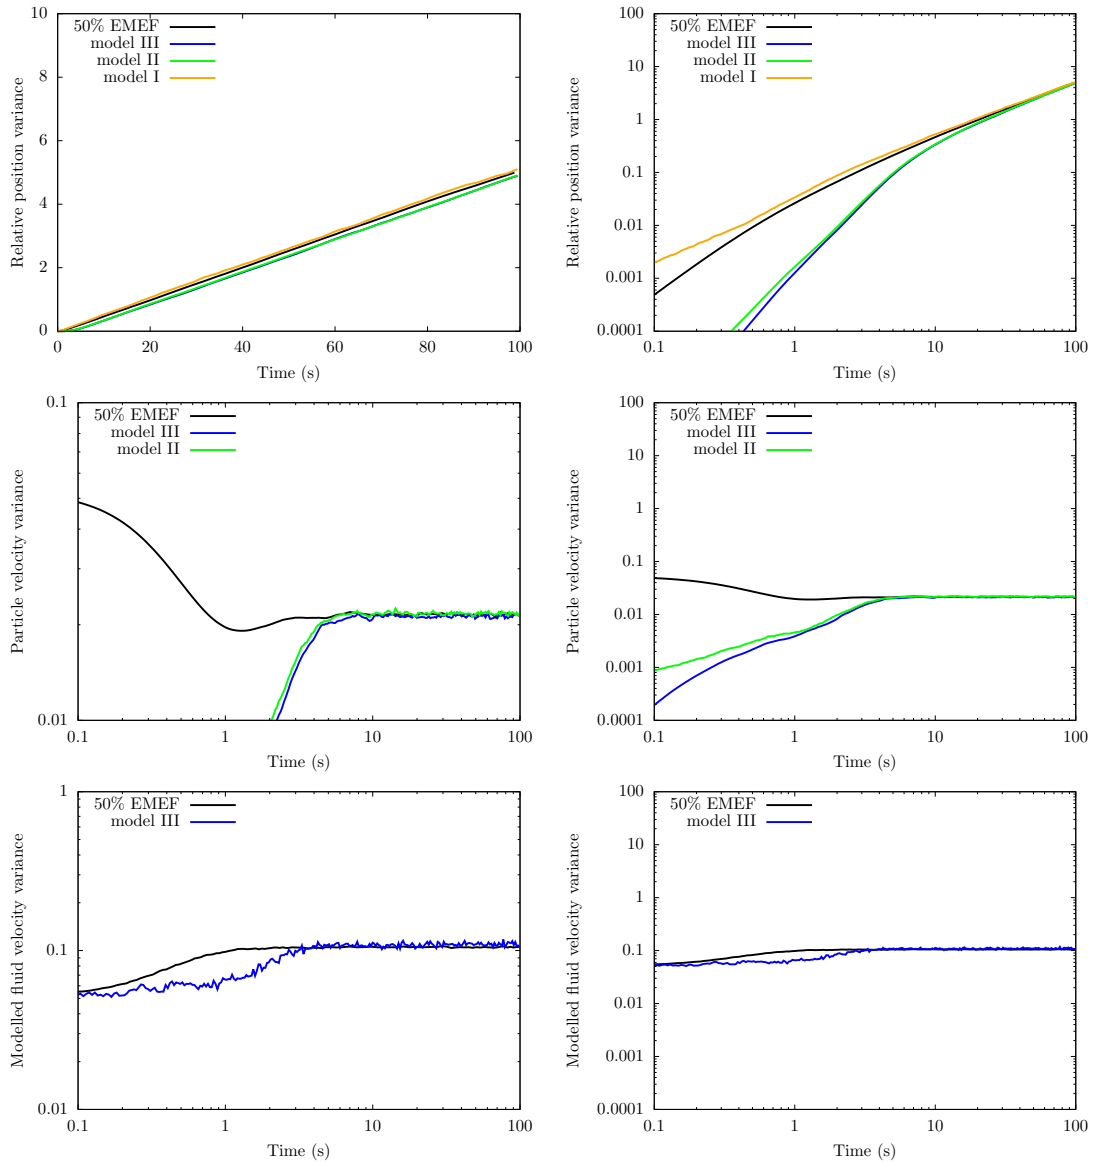 Relative position variance
10
8
6
4
2
0
50% EMEF
model III
model II
model I
0 20 40 60 80 100
Time (s)
Relative position variance
100
10
1
0.1
0.01
0.001
0.0001
50% EMEF
model III
model II
model I
0.1 1 10 100
Time (s)
Particle velocity variance
0.1
0.01
50% EMEF
model III
model II
0.1 1 10 100
Time (s)
Particle velocity variance
100
10
1
0.1
0.01
0.001
0.0001
50% EMEF
model III
model II
0.1 1 10 100
Time (s)
Modelled fluid velocity variance
1
0.1
0.01
50% EMEF
model III
0.1 1 10 100
Time (s)
Modelled fluid velocity variance
100
10
1
0.1
0.01
0.001
0.0001
50% EMEF
model III
0.1 1 10 100
Time (s)